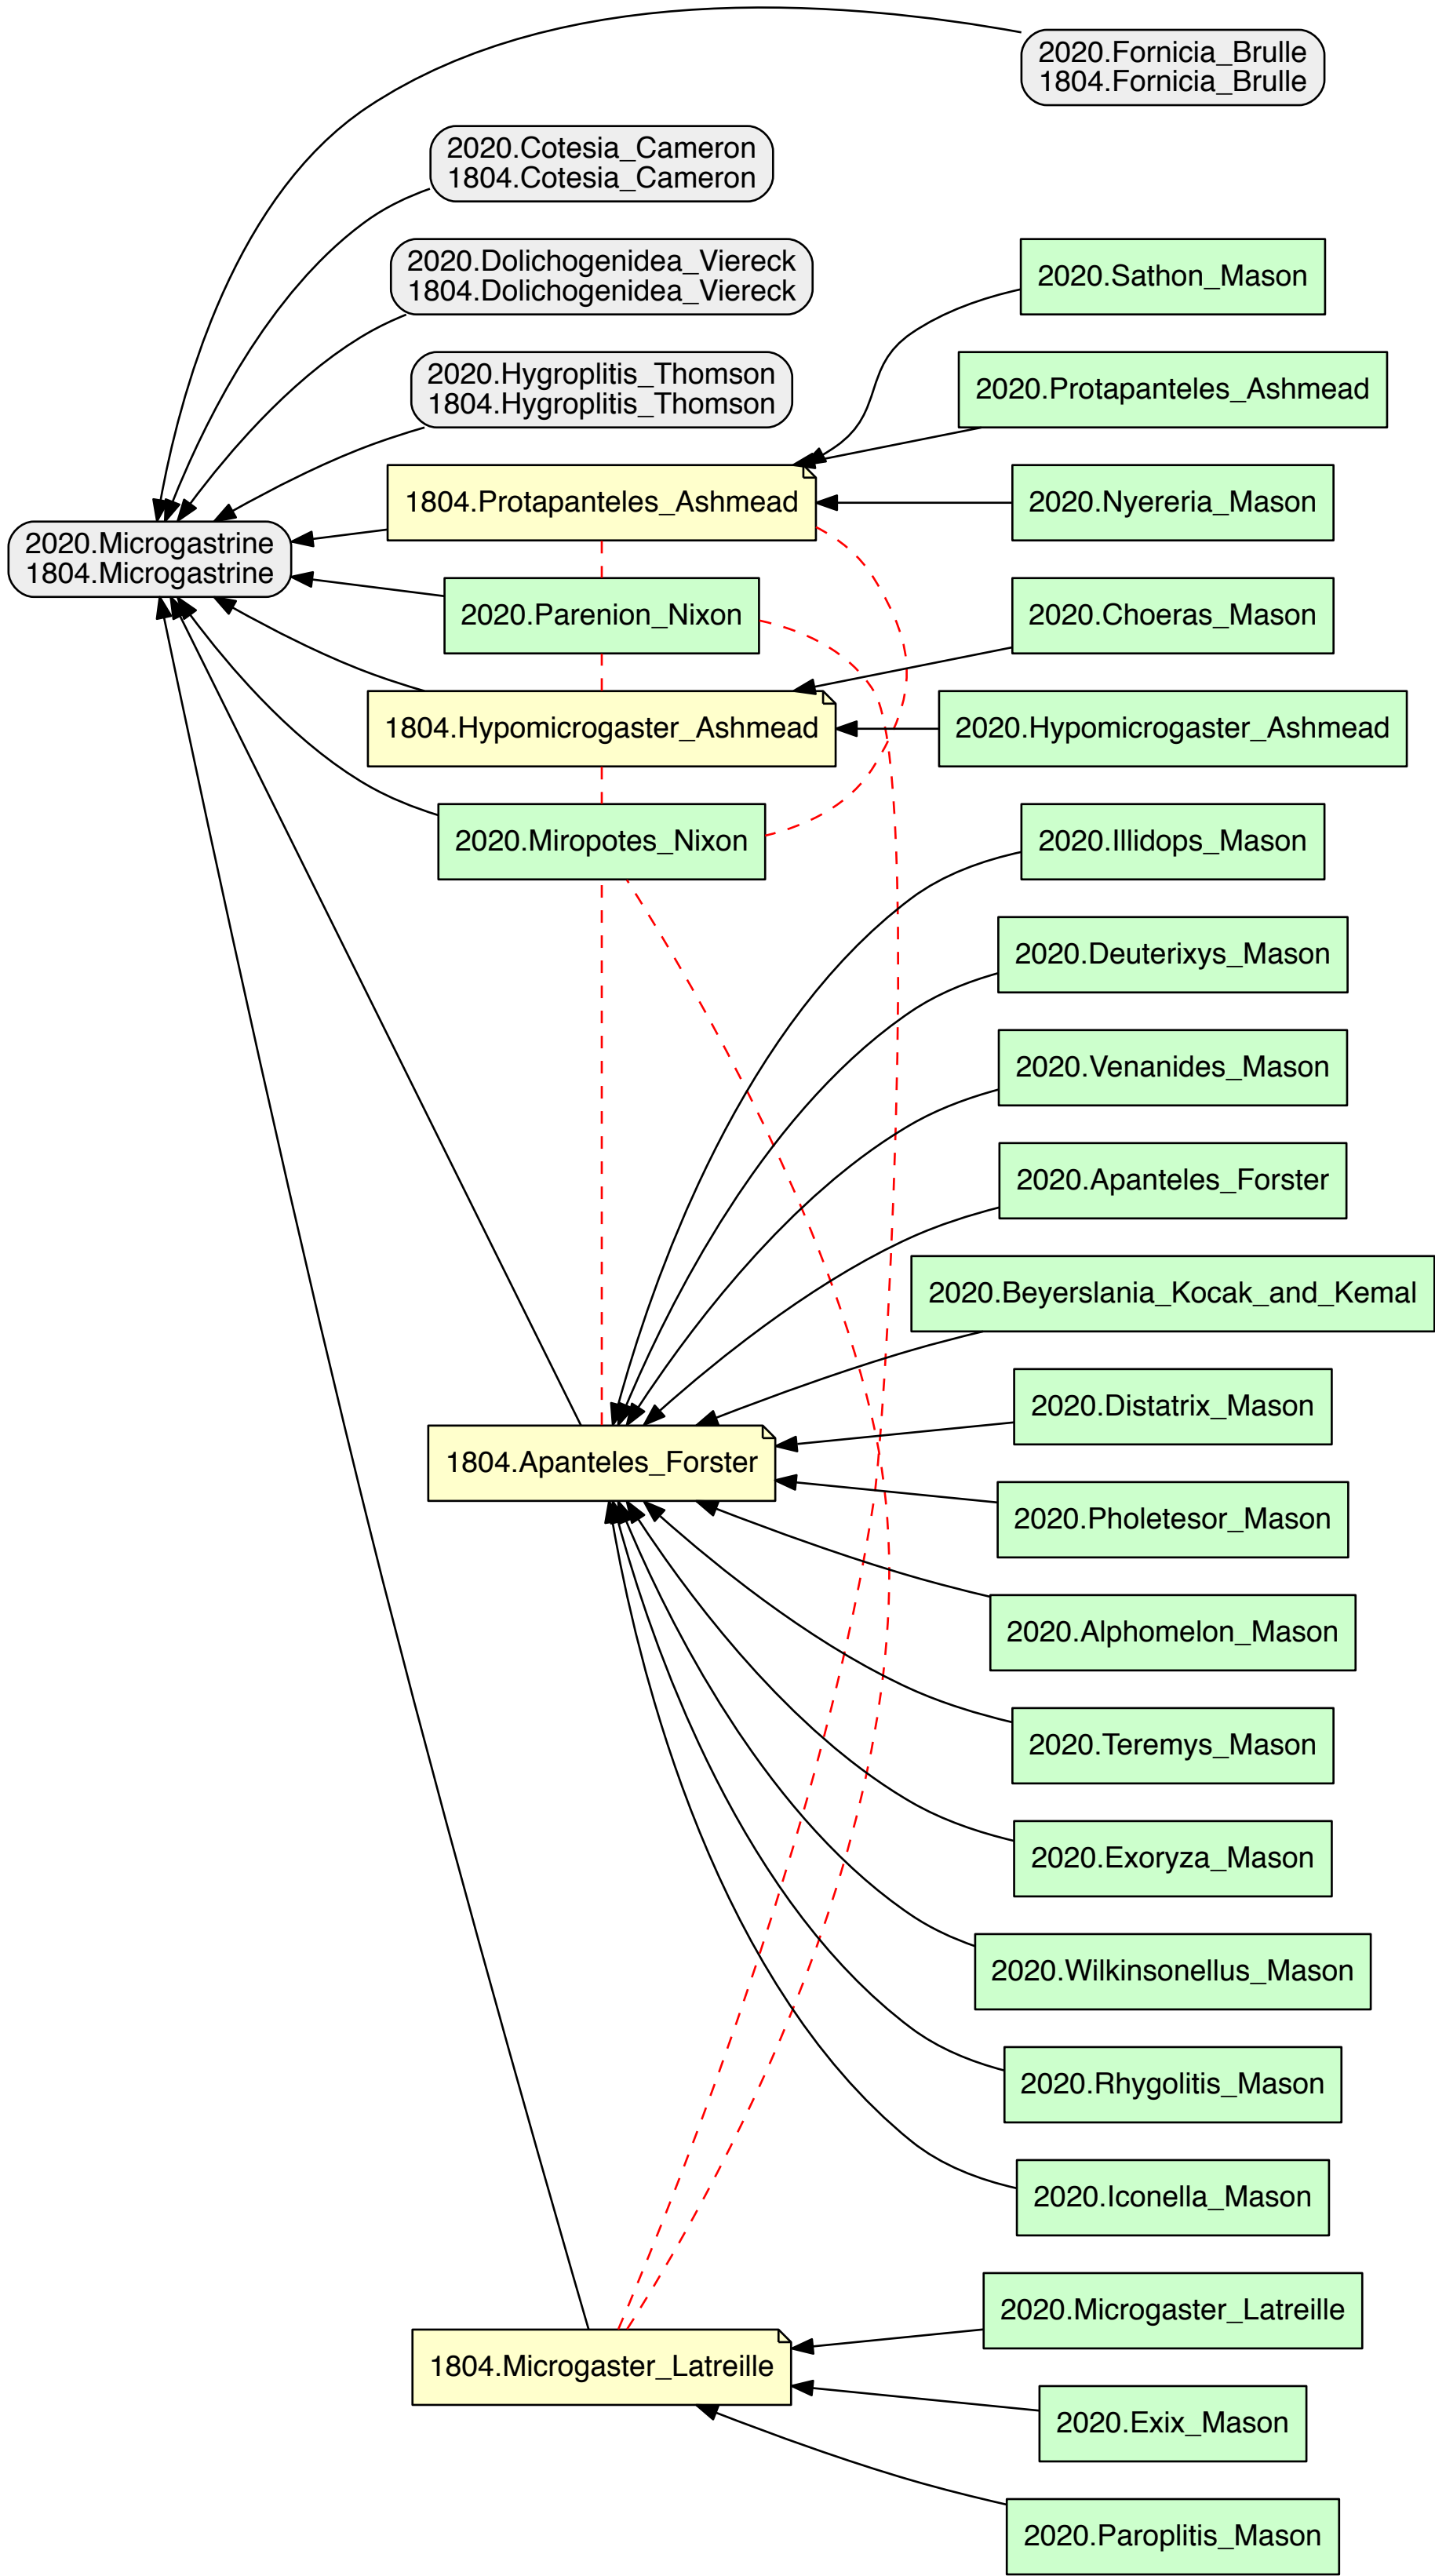 2020.Fornicia_Brulle
1804.Fornicia_Brulle
2020.Cotesia_Cameron
1804.Cotesia_Cameron
2020.Dolichogenidea_Viereck
1804.Dolichogenidea_Viereck
2020.Sathon_Mason
2020.Hygroplitis_Thomson
1804.Hygroplitis_Thomson
2020.Protapanteles_Ashmead
1804.Protapanteles_Ashmead
2020.Nyereria_Mason
2020.Microgastrine
1804.Microgastrine
2020.Parenion_Nixon
2020.Choeras_Mason
1804.Hypomicrogaster_Ashmead
2020.Hypomicrogaster_Ashmead
2020.Miropotes_Nixon
2020.Illidops_Mason
2020.Deuterixys_Mason
2020.Venanides_Mason
2020.Apanteles_Forster
2020.Beyerslania_Kocak_and_Kemal
2020.Distatrix_Mason
1804.Apanteles_Forster
2020.Pholetesor_Mason
2020.Alphomelon_Mason
2020.Teremys_Mason
2020.Exoryza_Mason
2020.Wilkinsonellus_Mason
2020.Rhygolitis_Mason
2020.Iconella_Mason
2020.Microgaster_Latreille
1804.Microgaster_Latreille
2020.Exix_Mason
2020.Paroplitis_Mason